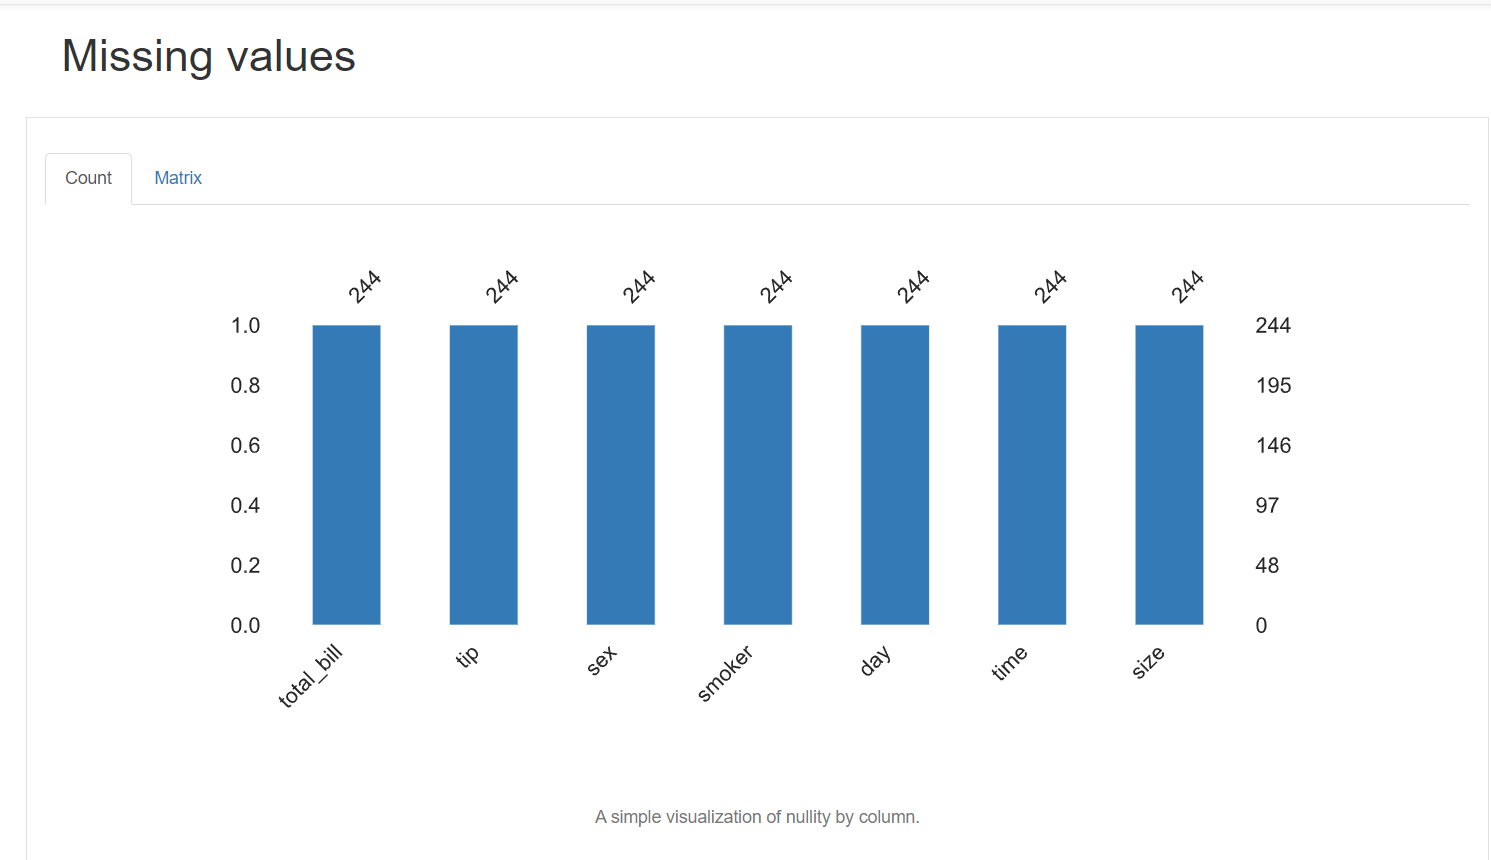 Missing values
Count Matrix
244 244 244 244 244 244 244
1.0 244
0.8 195
0.6 146
0.4 97
0.2 48
0.0 0
total_bill tip sex smoker day time size
A simple visualization of nullity by column.